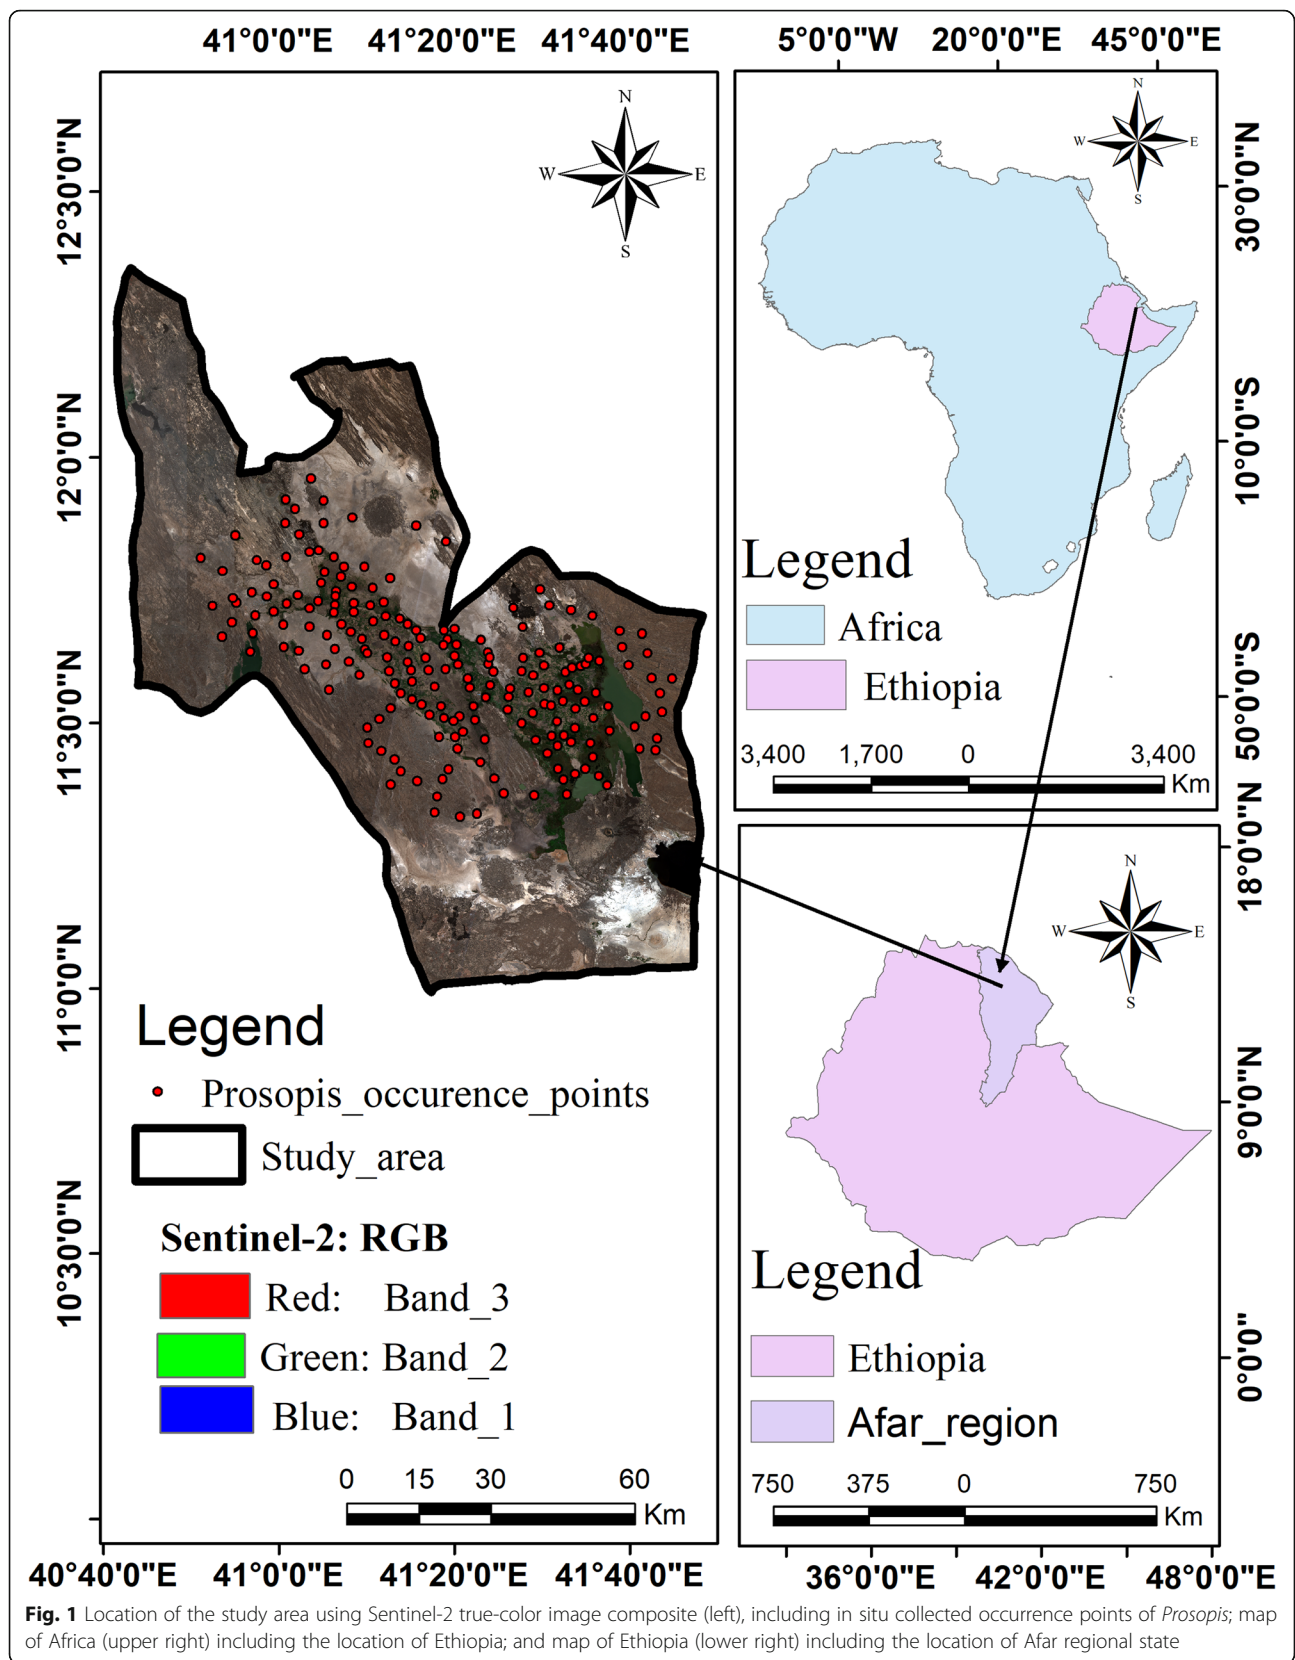 41°0'0"E 41°20'0"E 41°40'0"E
5°0'0"W 20°0'0"E 45°0'0"E
12°30'0"N
12°0'0"N
11°30'0"N
11°0'0"N
10°30'0"N
N
W E
S
Legend
Prosopis_occurence_points
Study_area
Sentinel-2: RGB
Red: Band_3
Green: Band_2
Blue: Band_1
0 15 30 60
Km
40°40'0"E 41°0'0"E 41°20'0"E 41°40'0"E
N
W E
S
30°0'0"N
10°0'0"S
50°0'0"S
Legend
Africa
Ethiopia
3,400 1,700 0 3,400
Km
N
W E
S
18°0'0"N
9°0'0"N
0°0'0"
Legend
Ethiopia
Afar_region
750 375 0 750
Km
36°0'0"E 42°0'0"E 48°0'0"E
Fig. 1 Location of the study area using Sentinel-2 true-color image composite (left), including in situ collected occurrence points of Prosopis; map
of Africa (upper right) including the location of Ethiopia; and map of Ethiopia (lower right) including the location of Afar regional state